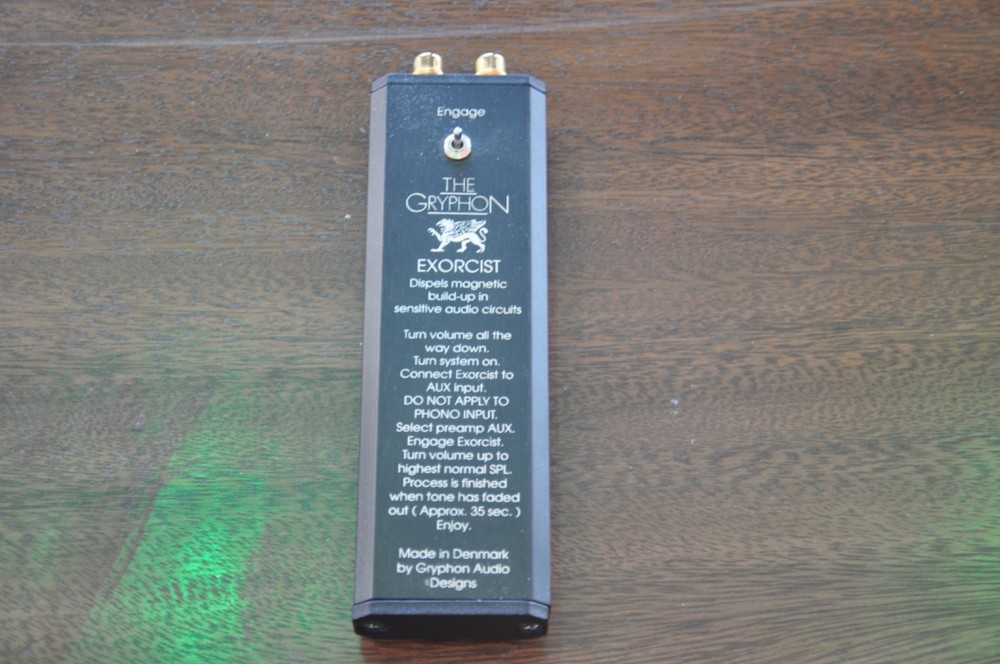 Engage
THE
GRYPHON
EXORCIST
Dispels magnetic
build-up in
sensitive audio circuits
Turn volume all the
way down.
Turn system on.
Connect Exorcist to
AUX input.
DO NOT APPLY TO
PHONO INPUT.
Select preamp AUX.
Engage Exorcist.
Turn volume up to
highest normal SPL.
Process is finished
when tone has faded
out ( Approx. 35 sec. )
Enjoy.
Made in Denmark
by Gryphon Audio
Designs